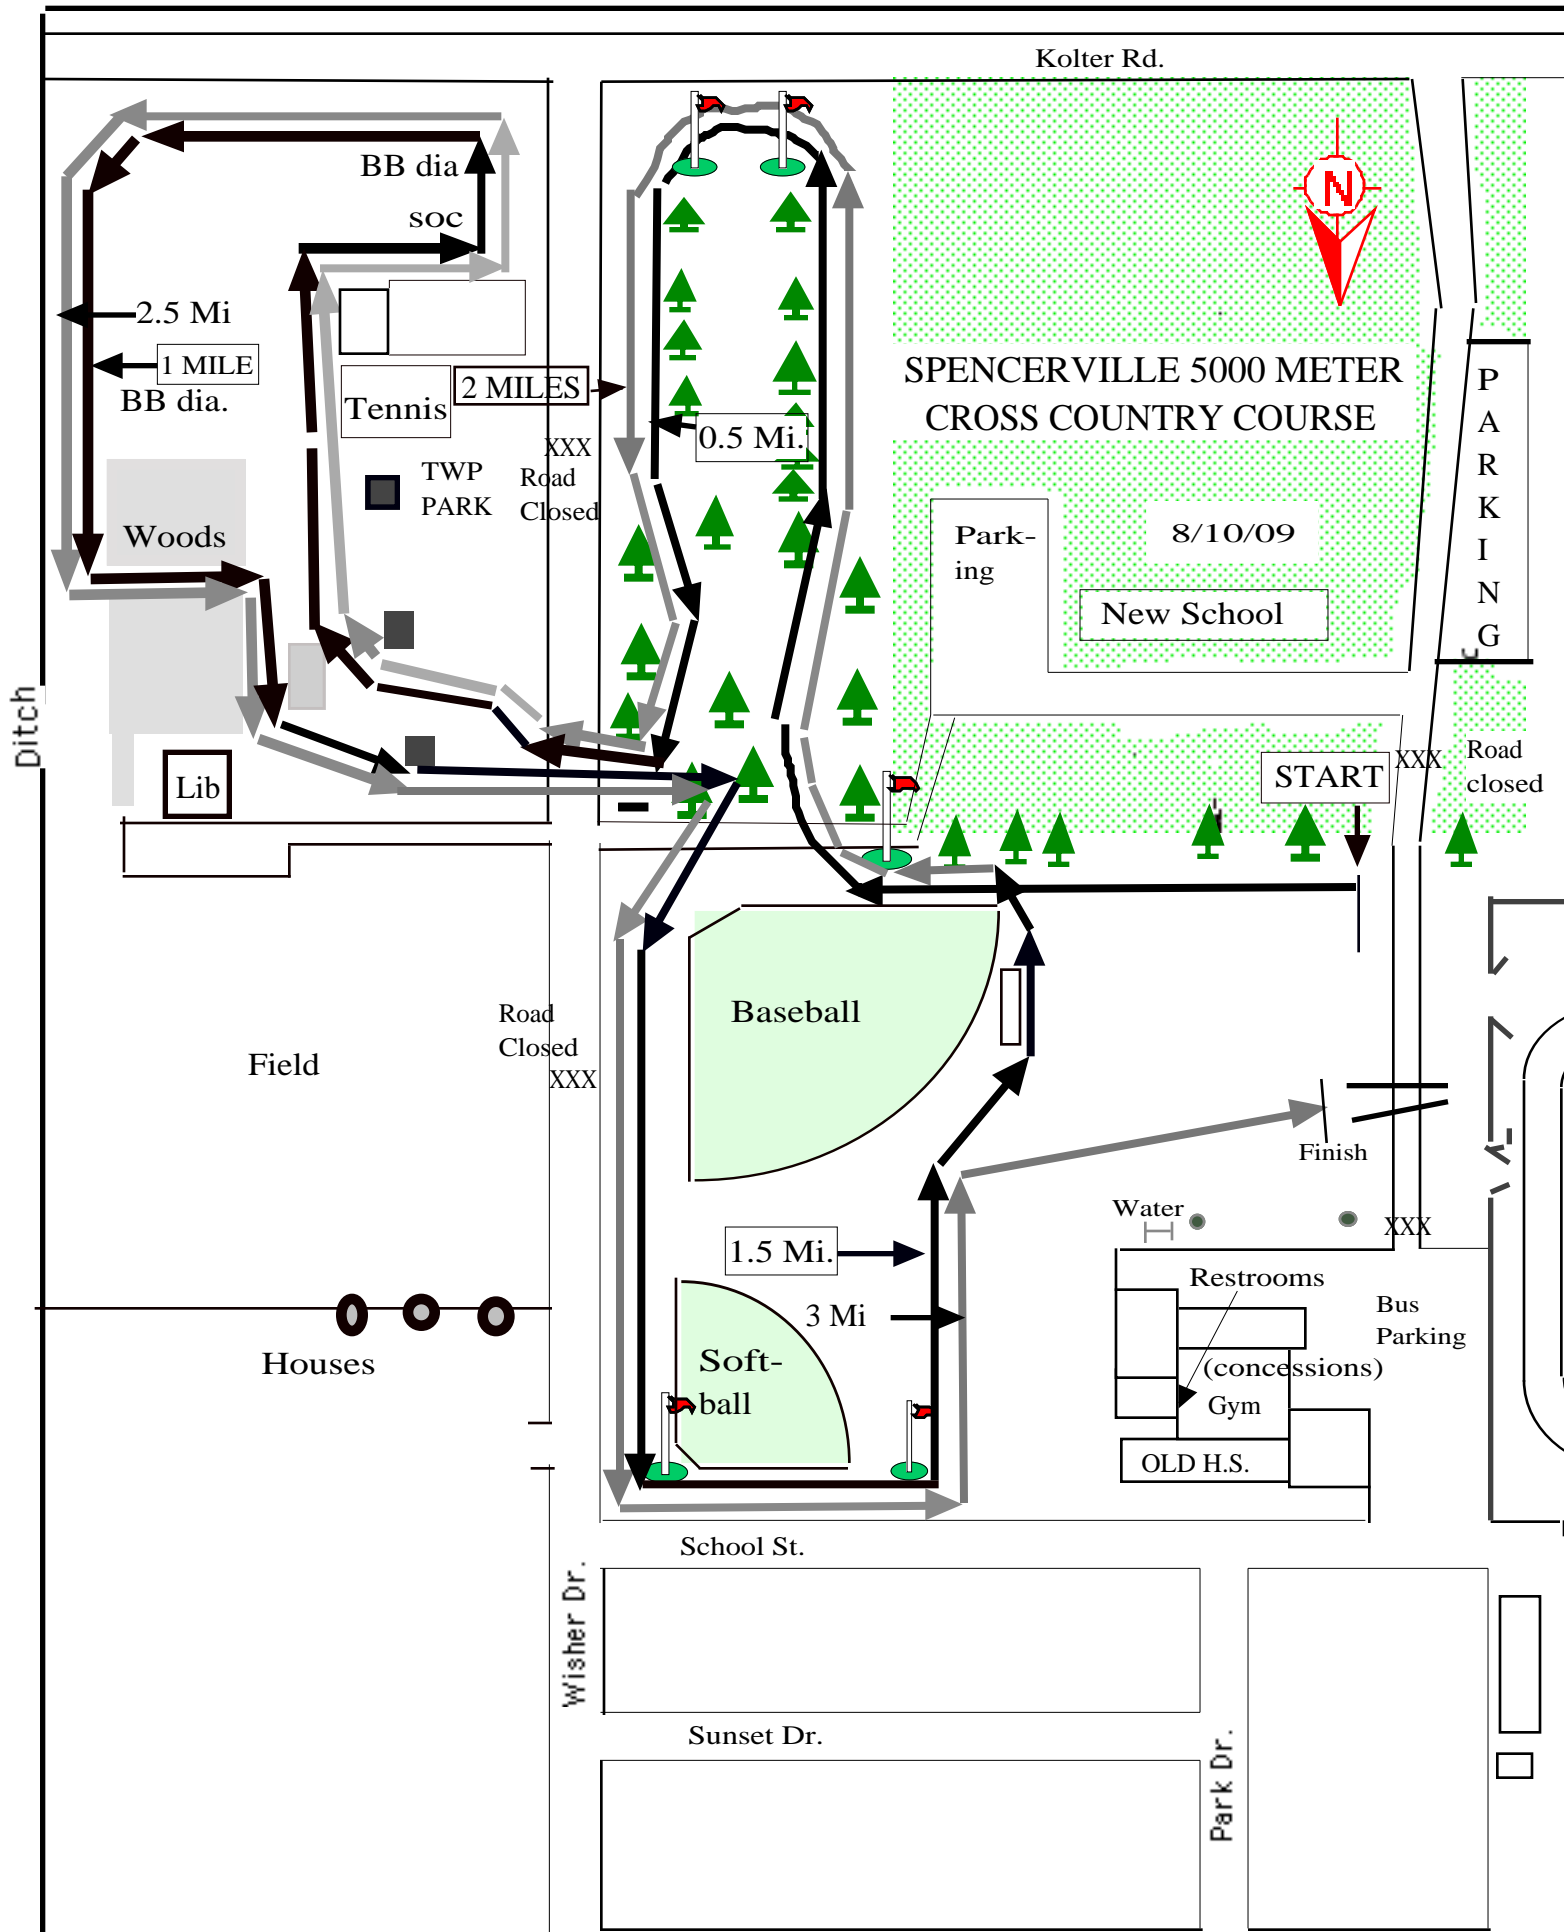 Kolter Rd.
BB dia
soc
N
2.5 Mi
1 MILE
BB dia.
2 MILES
Tennis
0.5 Mi.
SPENCERVILLE 5000 METER
CROSS COUNTRY COURSE
P
A
R
K
I
N
G
XXX
Road
Closed
TWP
PARK
Woods
Park-
ing
8/10/09
New School
Ditch
Lib
START
XXX
Road
closed
c
Baseball
Road
Closed
XXX
Field
Finish
Water
XXX
1.5 Mi.
Restrooms
3 Mi
Bus
Parking
Houses
Soft-
ball
(concessions)
Gym
OLD H.S.
School St.
Wisher Dr.
Sunset Dr.
Park Dr.